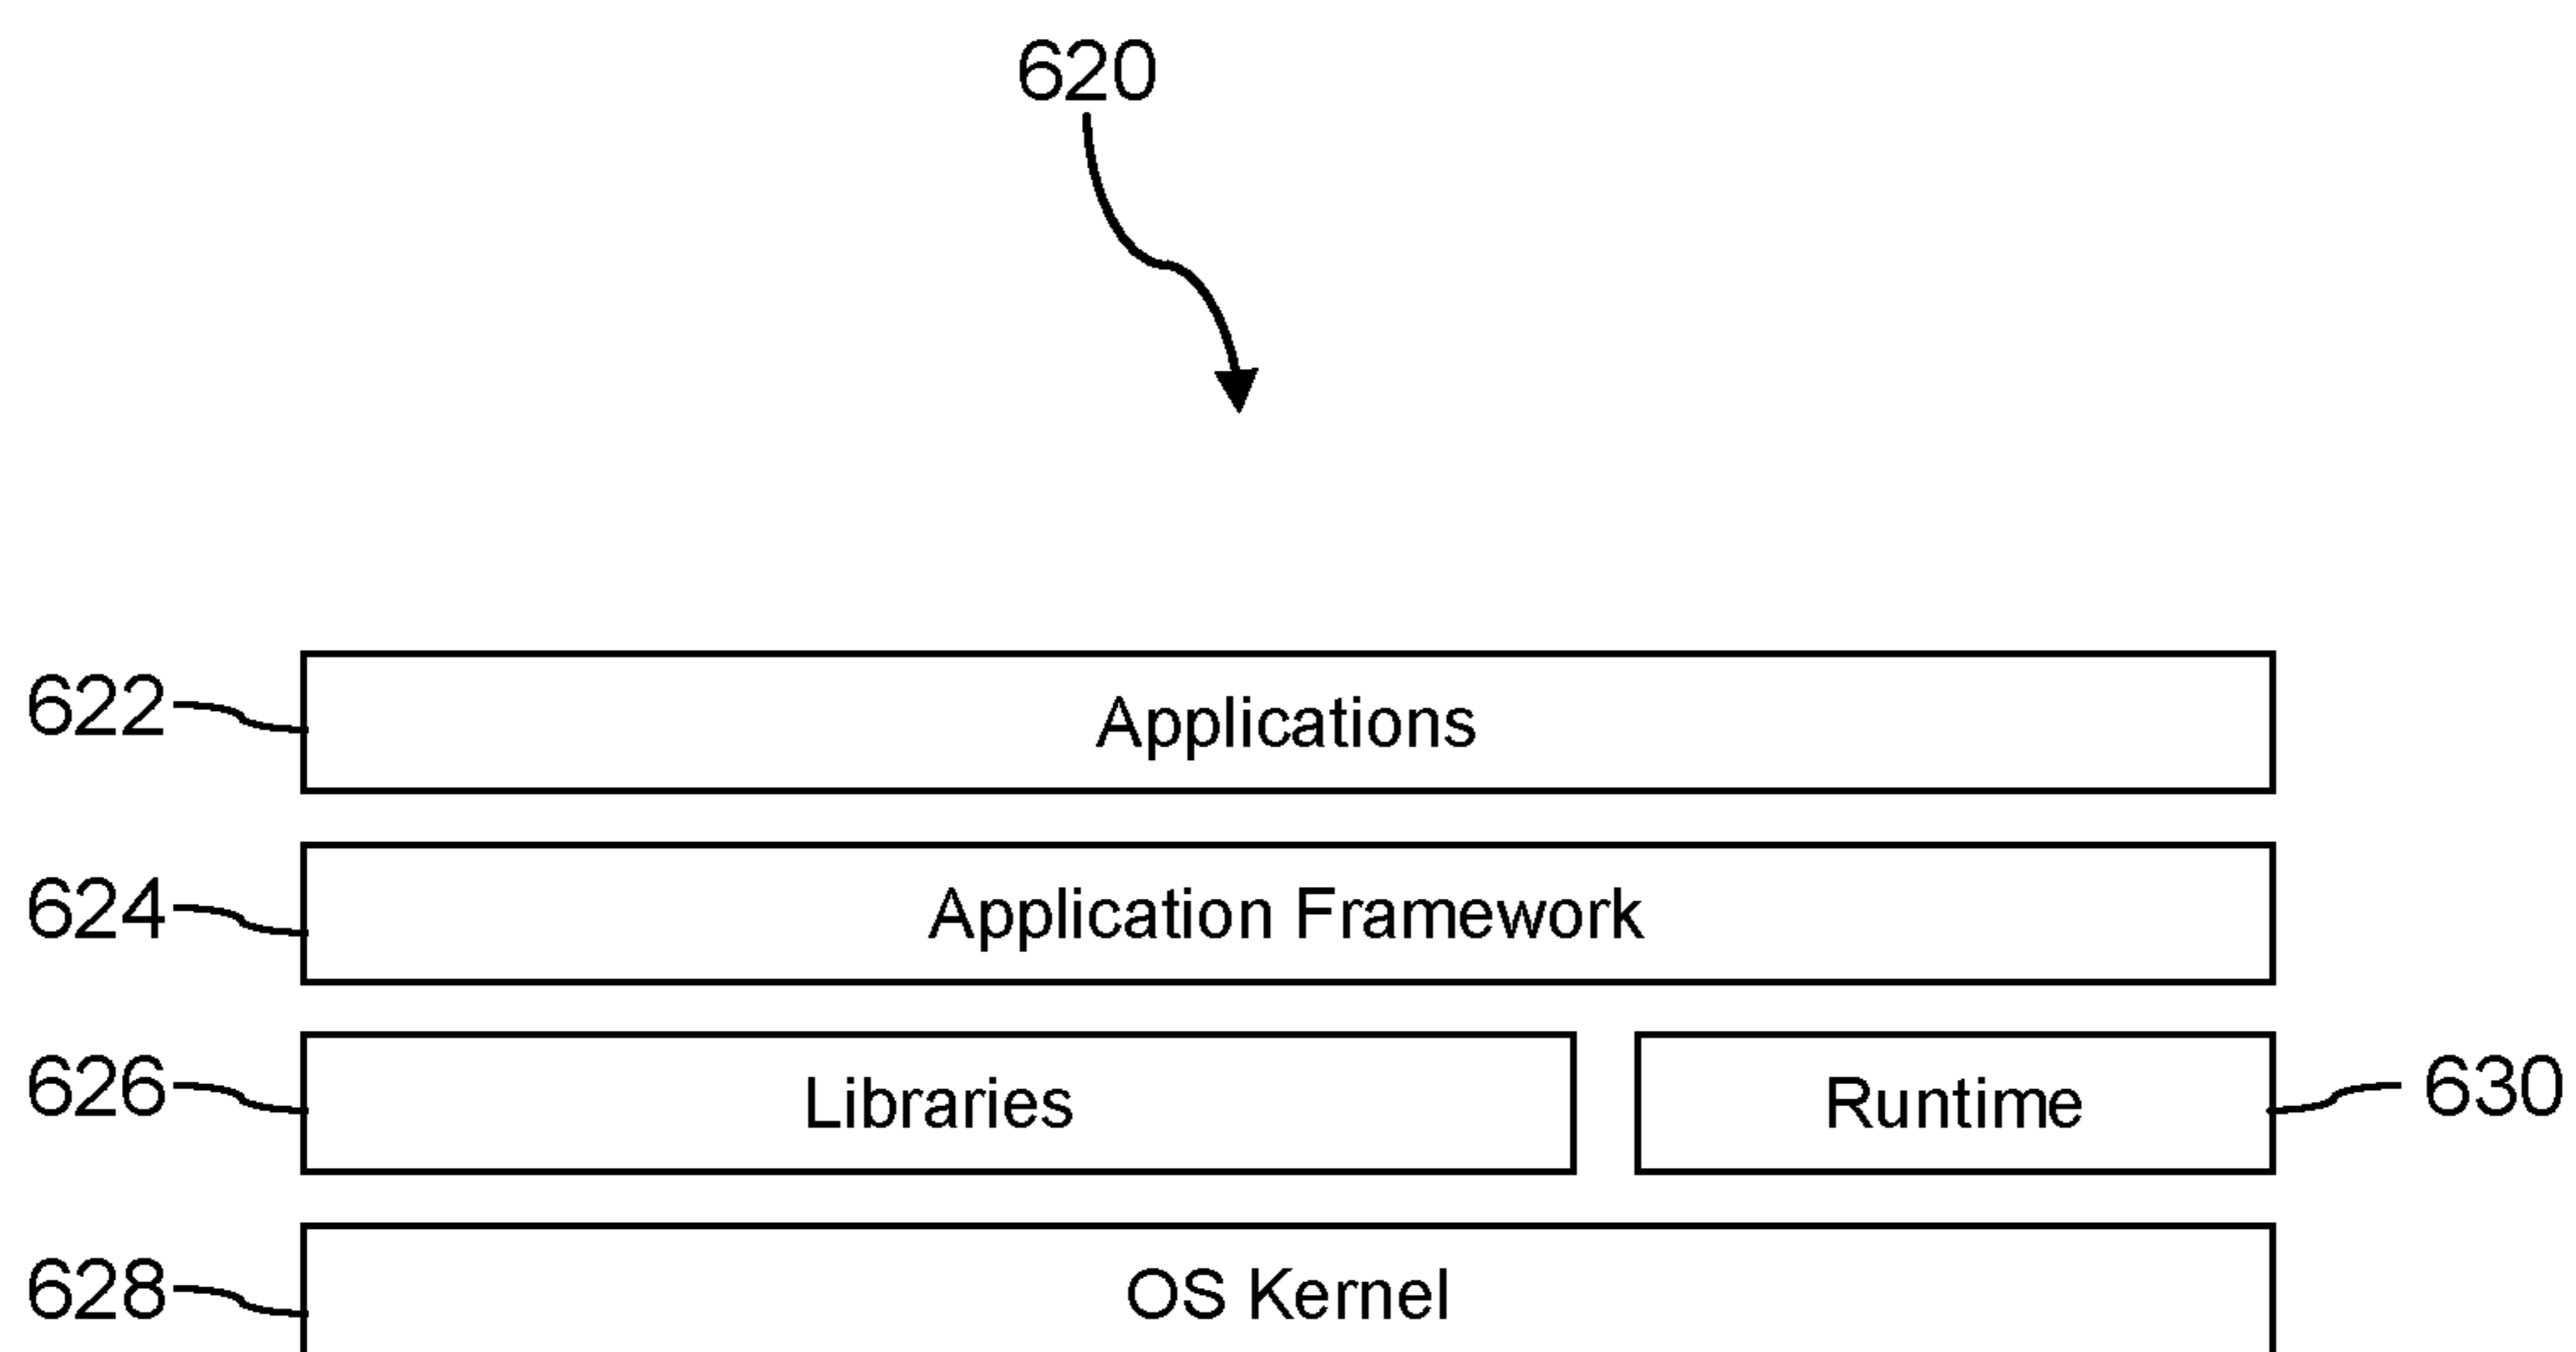 620
622 Applications
624 Application Framework
626 Libraries Runtime 630
628 OS Kernel